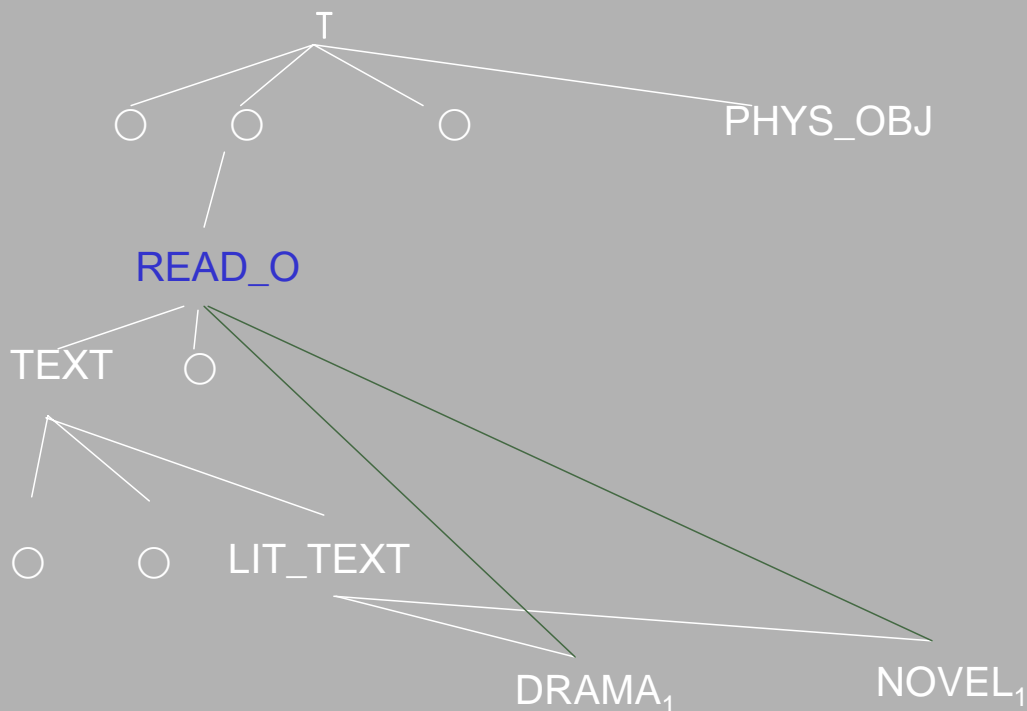 T
PHYS_OBJ
READ_O
TEXT
LIT_TEXT
DRAMA₁
NOVEL₁